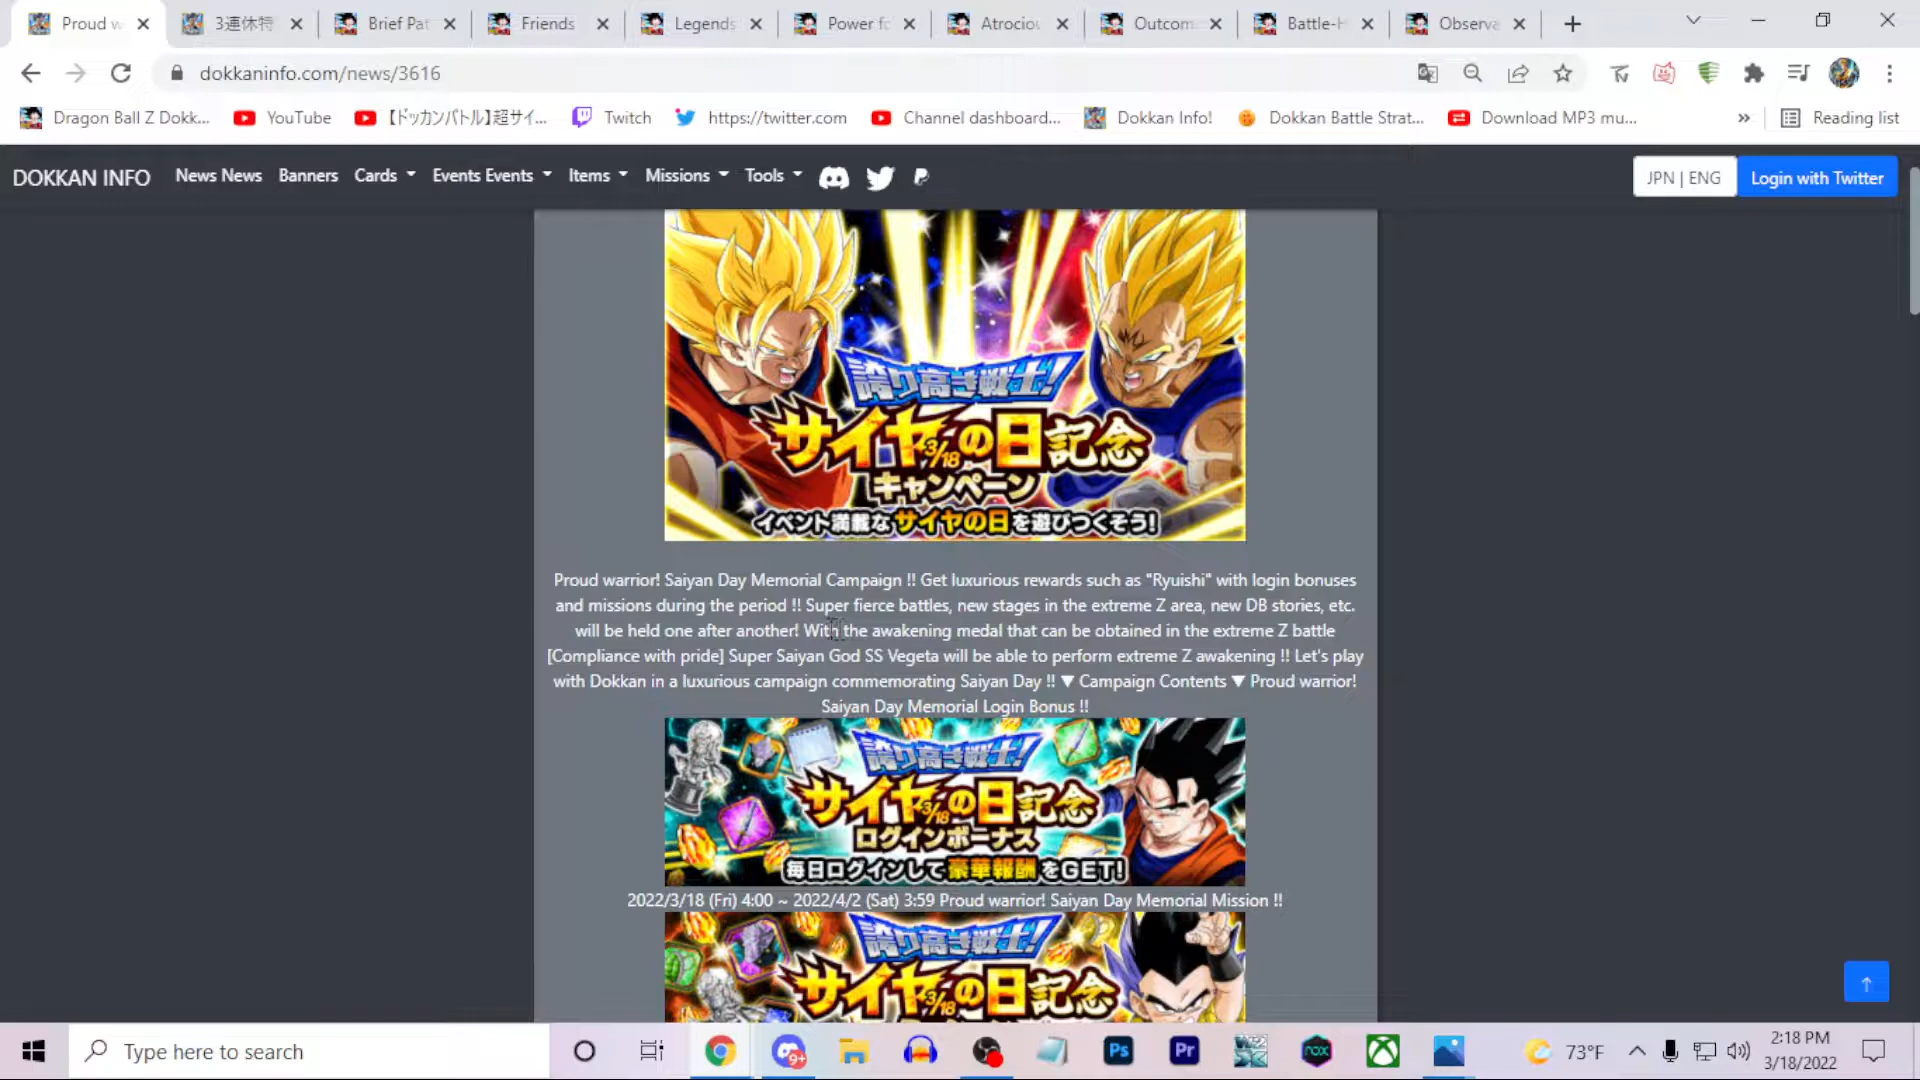 Proud w
3連休特
Brief Pat
Friends
Legends
Power fo
Atrociou
Outcom
Battle-H
Observa
dokkaninfo.com/news/3616
Dragon Ball Z Dokk...
YouTube
【ドッカンバトル】超サイ...
Twitch
https://twitter.com
Channel dashboard...
Dokkan Info!
Dokkan Battle Strat...
Download MP3 mu...
»
Reading list
DOKKAN INFO
News News
Banners
Cards
Events Events
Items
Missions
Tools
JPN | ENG
Login with Twitter
誇り高き戦士!
サイヤの日記念
3/18
キャンペーン
イベント満載なサイヤの日を遊びつくそう!
Proud warrior! Saiyan Day Memorial Campaign !! Get luxurious rewards such as "Ryuishi" with login bonuses
and missions during the period !! Super fierce battles, new stages in the extreme Z area, new DB stories, etc.
will be held one after another! With the awakening medal that can be obtained in the extreme Z battle
[Compliance with pride] Super Saiyan God SS Vegeta will be able to perform extreme Z awakening !! Let's play
with Dokkan in a luxurious campaign commemorating Saiyan Day !! ▼ Campaign Contents ▼ Proud warrior!
Saiyan Day Memorial Login Bonus !!
誇り高き戦士!
サイヤの日記念
3/18
ログインボーナス
毎日ログインして豪華報酬をGET!
2022/3/18 (Fri) 4:00 ~ 2022/4/2 (Sat) 3:59 Proud warrior! Saiyan Day Memorial Mission !!
誇り高き戦士!
サイヤの日記念
3/18
Type here to search
9+
Ps
Pr
nox
73°F
2:18 PM
3/18/2022